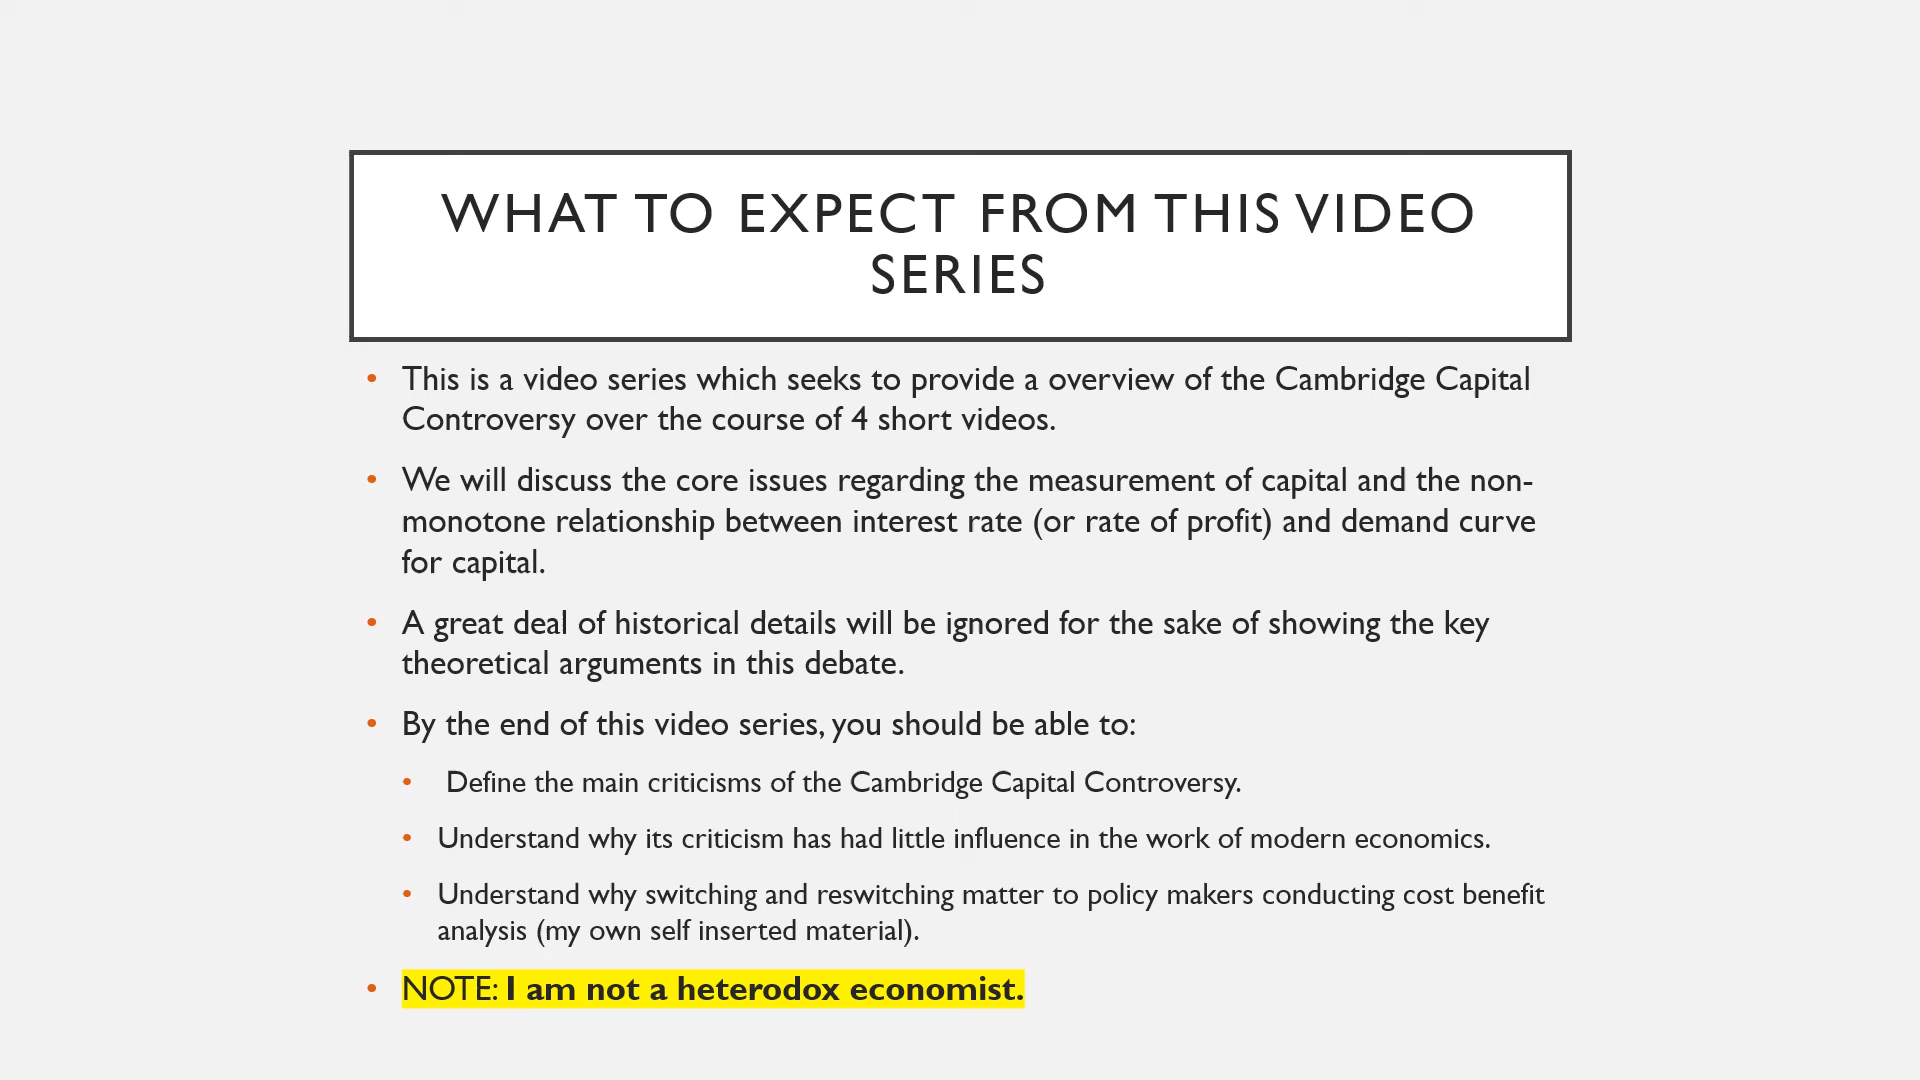 WHAT TO EXPECT FROM THIS VIDEO
SERIES
• This is a video series which seeks to provide a overview of the Cambridge Capital
Controversy over the course of 4 short videos.
• We will discuss the core issues regarding the measurement of capital and the non-
monotone relationship between interest rate (or rate of profit) and demand curve
for capital.
• A great deal of historical details will be ignored for the sake of showing the key
theoretical arguments in this debate.
• By the end of this video series, you should be able to:
• Define the main criticisms of the Cambridge Capital Controversy.
• Understand why its criticism has had little influence in the work of modern economics.
• Understand why switching and reswitching matter to policy makers conducting cost benefit
analysis (my own self inserted material).
• NOTE: I am not a heterodox economist.